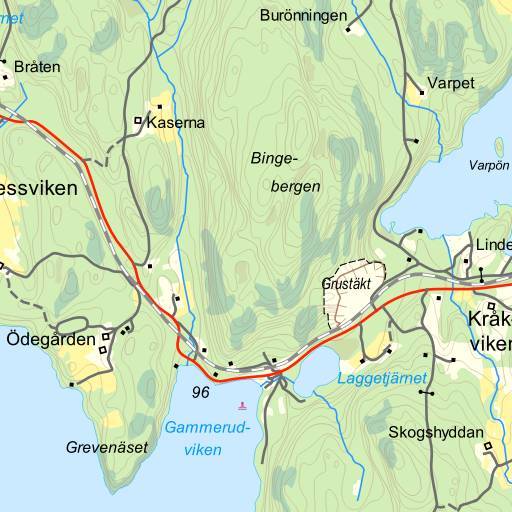 Burönningen
Bråten
Varpet
Kaserna
Binge-
bergen
Varpön
essviken
Linde
Grustäkt
Kråk
viken
Ödegården
Laggetjärnet
96
Gammerud-
viken
Skogshyddan
Grevenäset